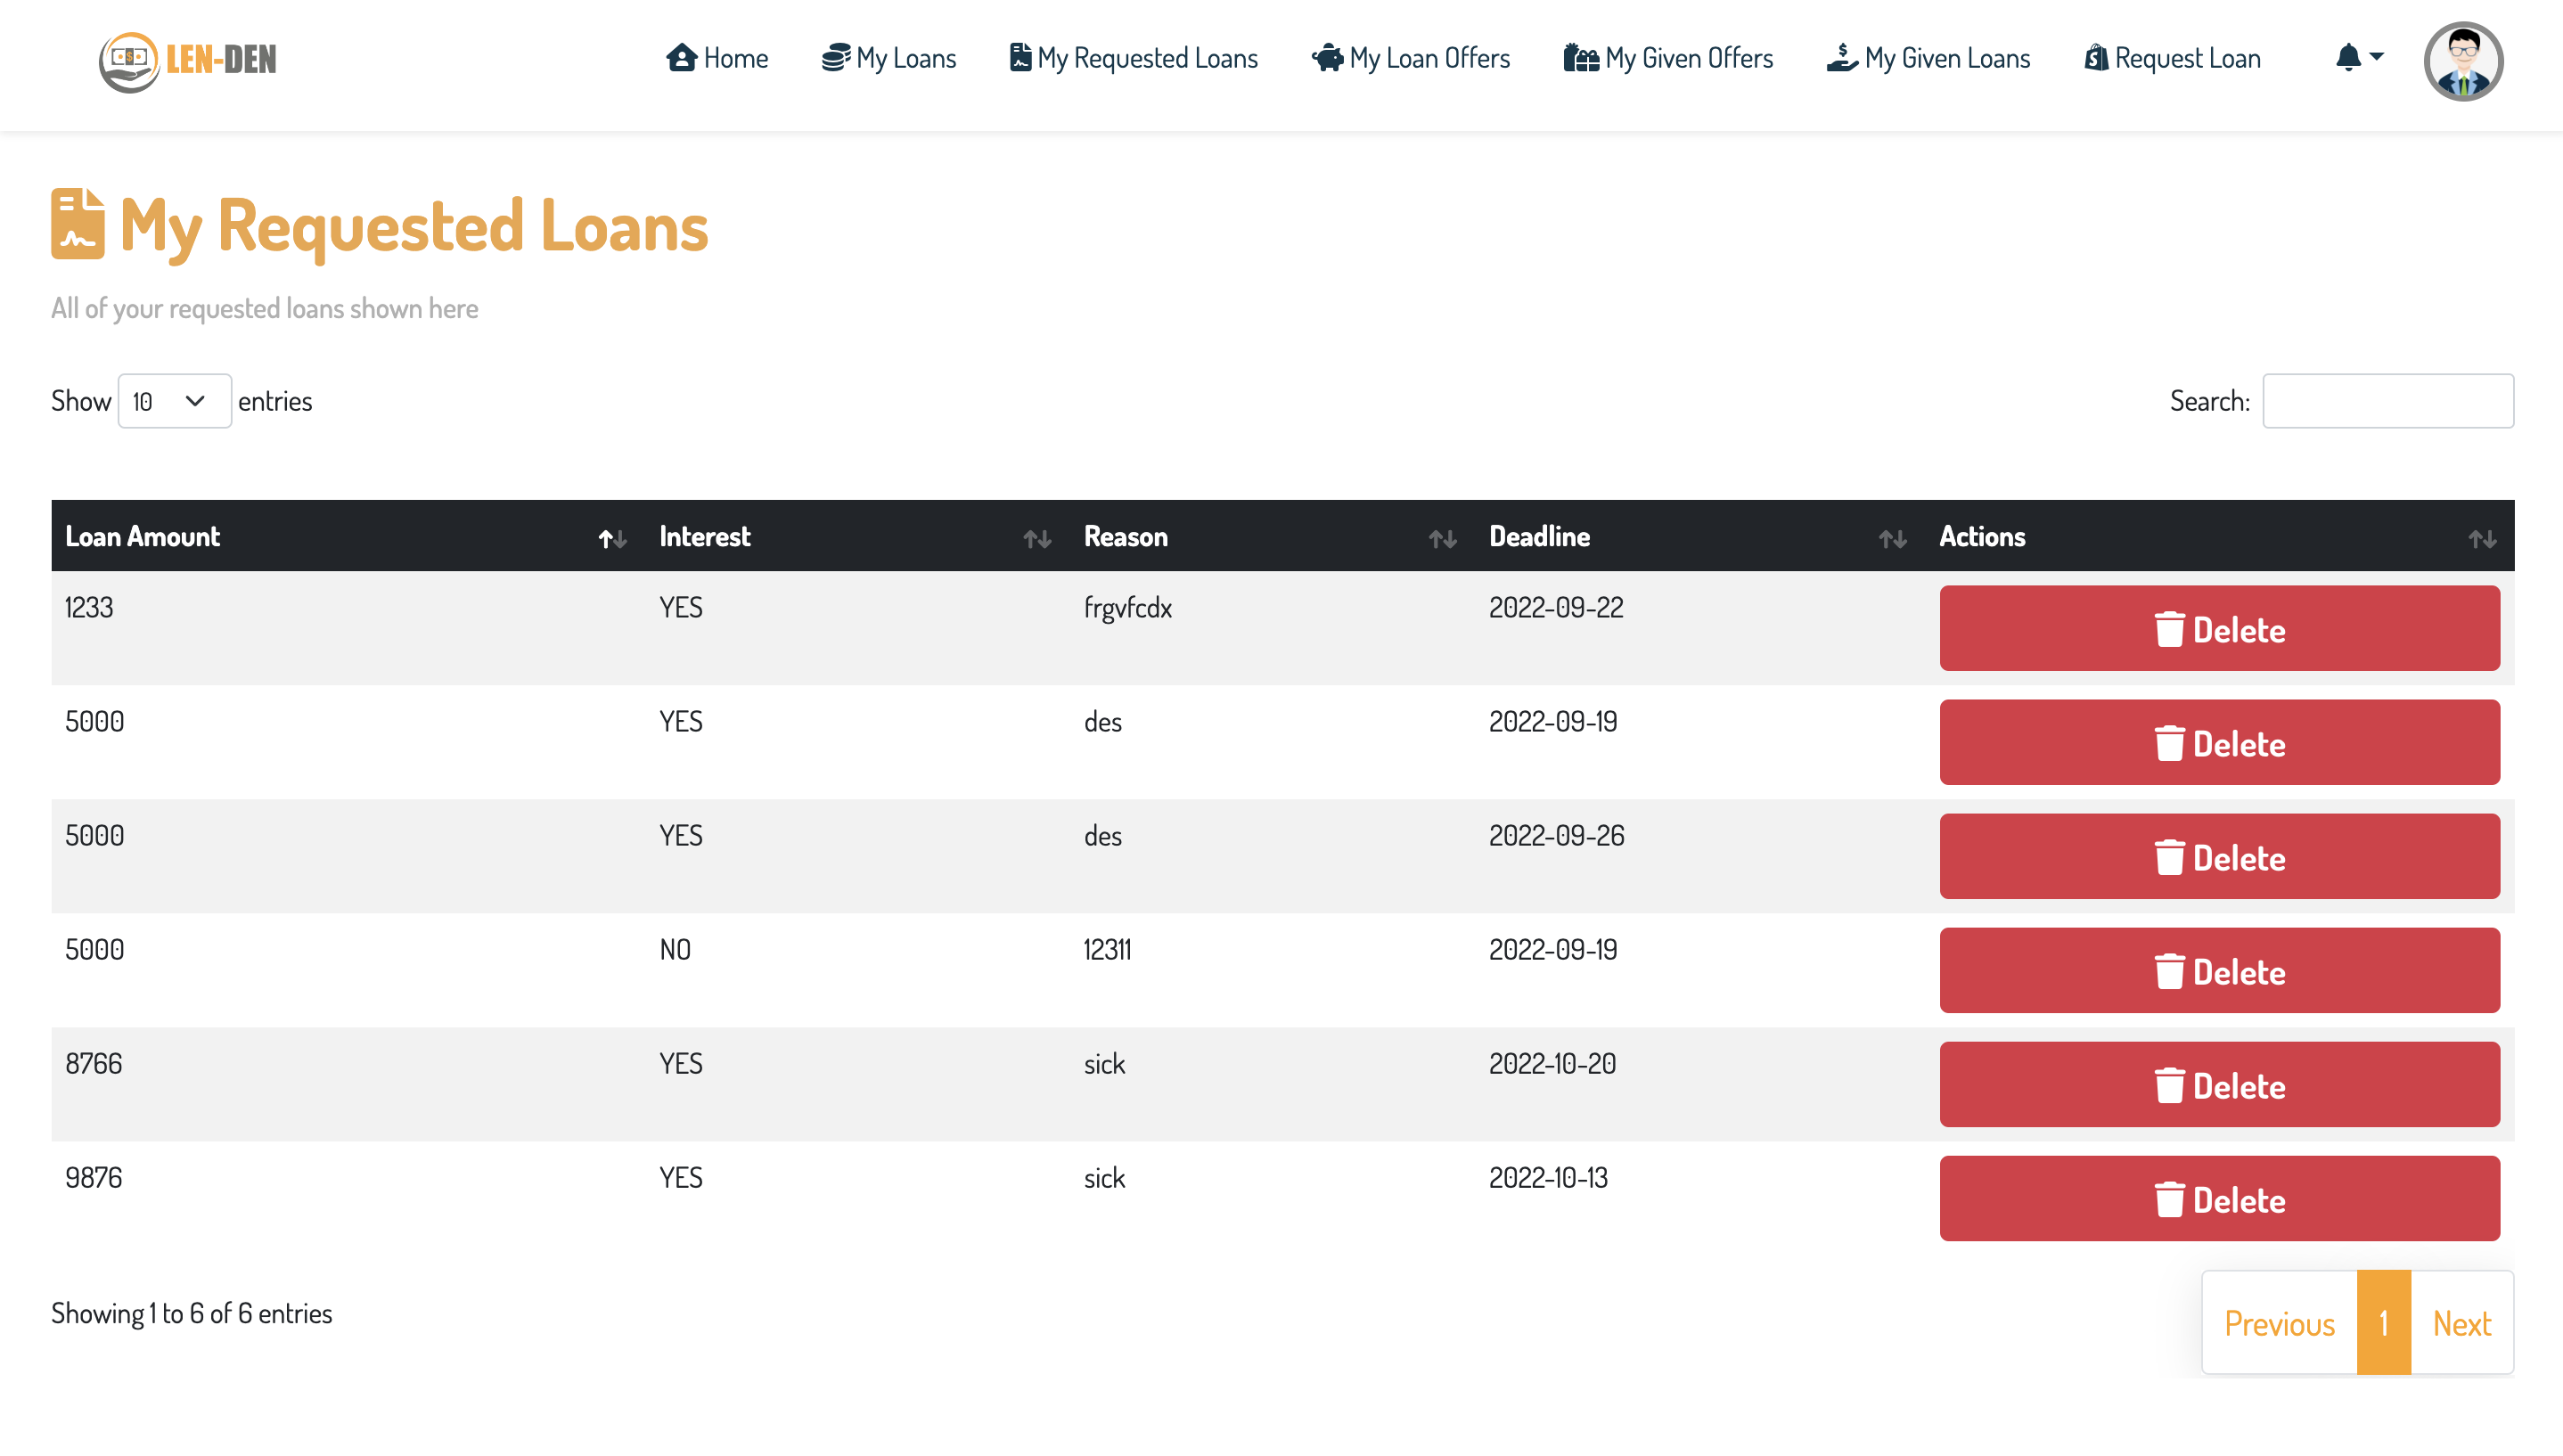 LEN-DEN Home My Loans My Requested Loans My Loan Offers My Given Offers My Given Loans Request Loan
My Requested Loans
All of your requested loans shown here
Show 10 entries Search:
Loan Amount Interest Reason Deadline Actions
1233 YES frgvfcdx 2022-09-22 Delete
5000 YES des 2022-09-19 Delete
5000 YES des 2022-09-26 Delete
5000 NO 12311 2022-09-19 Delete
8766 YES sick 2022-10-20 Delete
9876 YES sick 2022-10-13 Delete
Showing 1 to 6 of 6 entries Previous 1 Next